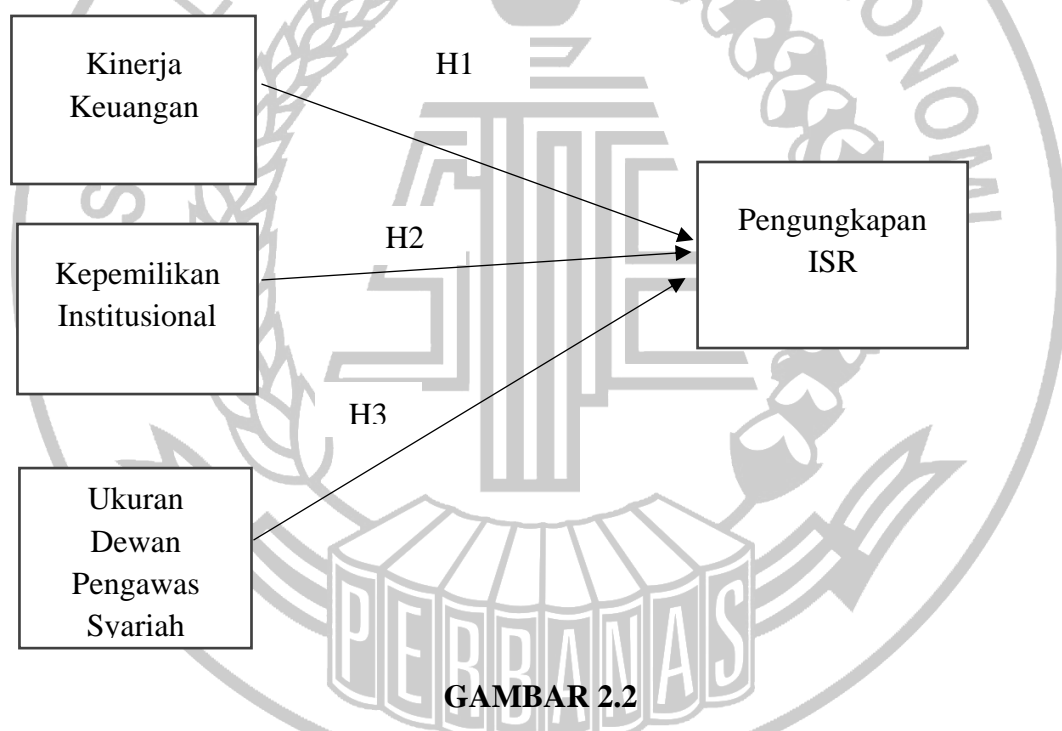 Kinerja
Keuangan
H1
Kepemilikan
Institusional
H2
Pengungkapan
ISR
H3
Ukuran
Dewan
Pengawas
Syariah
PERBANAS
GAMBAR 2.2